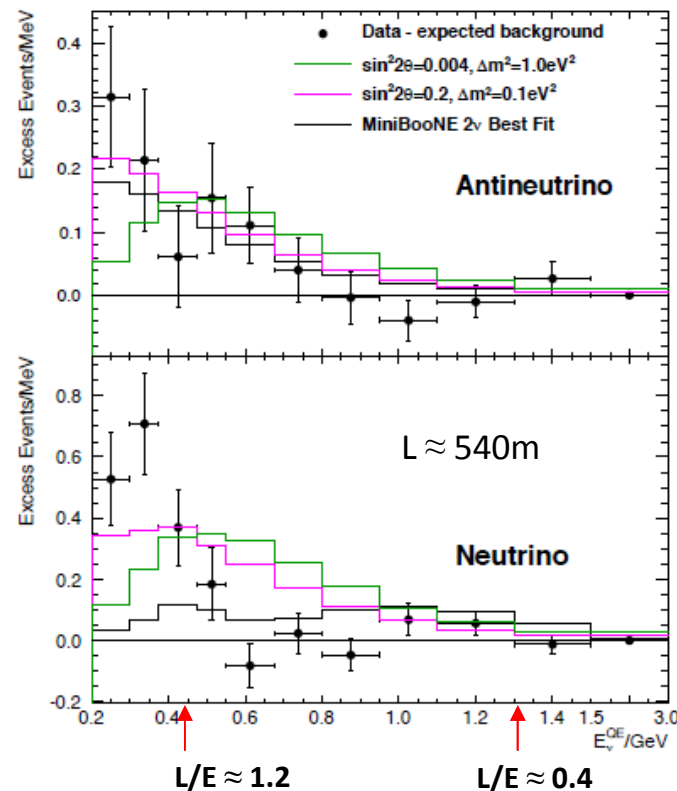 Excess Events/MeV
0.4
0.3
0.2
0.1
0.0
Data - expected background
sin²2θ=0.004, Δm²=1.0eV²
sin²2θ=0.2, Δm²=0.1eV²
MiniBooNE 2ν Best Fit
Antineutrino
Excess Events/MeV
0.8
0.6
0.4
0.2
0.0
-0.2
L ≈ 540m
Neutrino
0.2 0.4 0.6 0.8 1.0 1.2 1.4 1.5 3.0
E_ν^QE/GeV
L/E ≈ 1.2 L/E ≈ 0.4